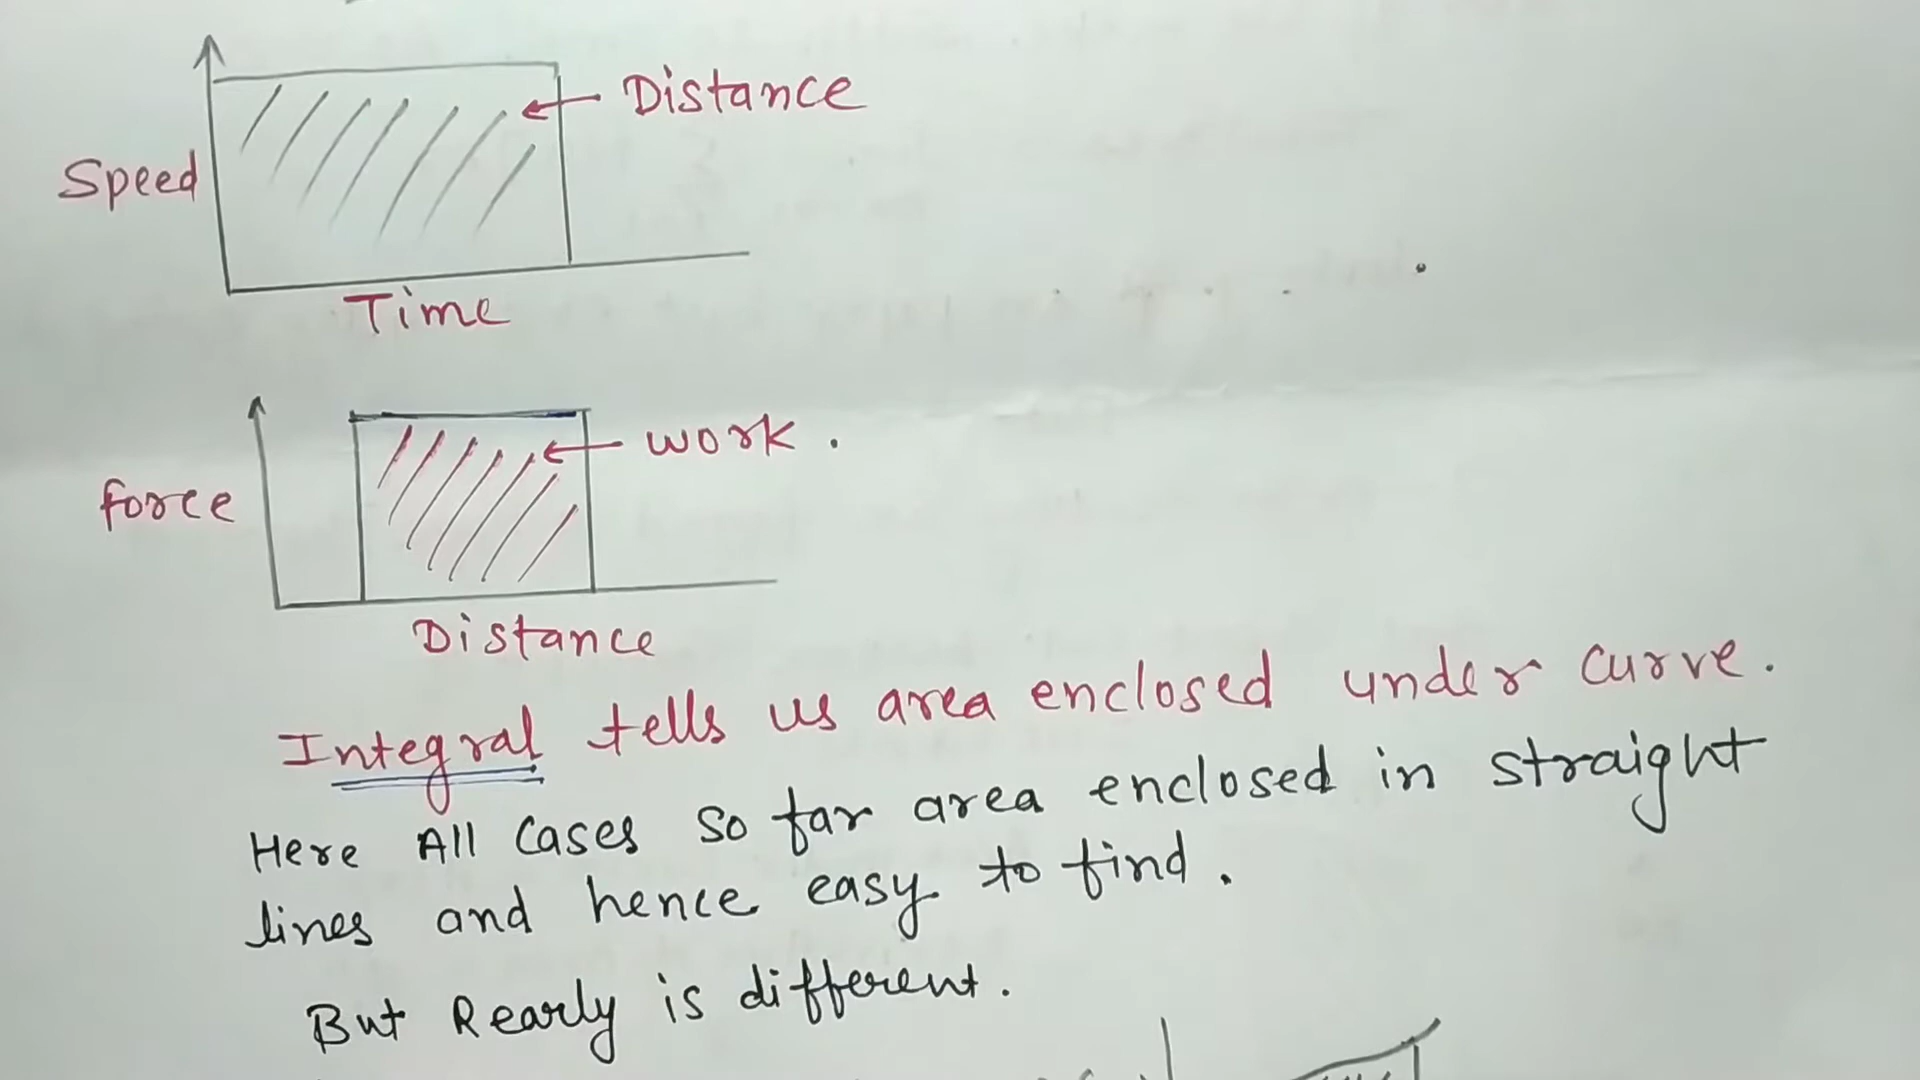 Distance
Speed
Time
work.
force
Distance
Integral tells us area enclosed under curve.
Here All Cases so far area enclosed in straight
lines and hence easy to find.
But Rearly is different.